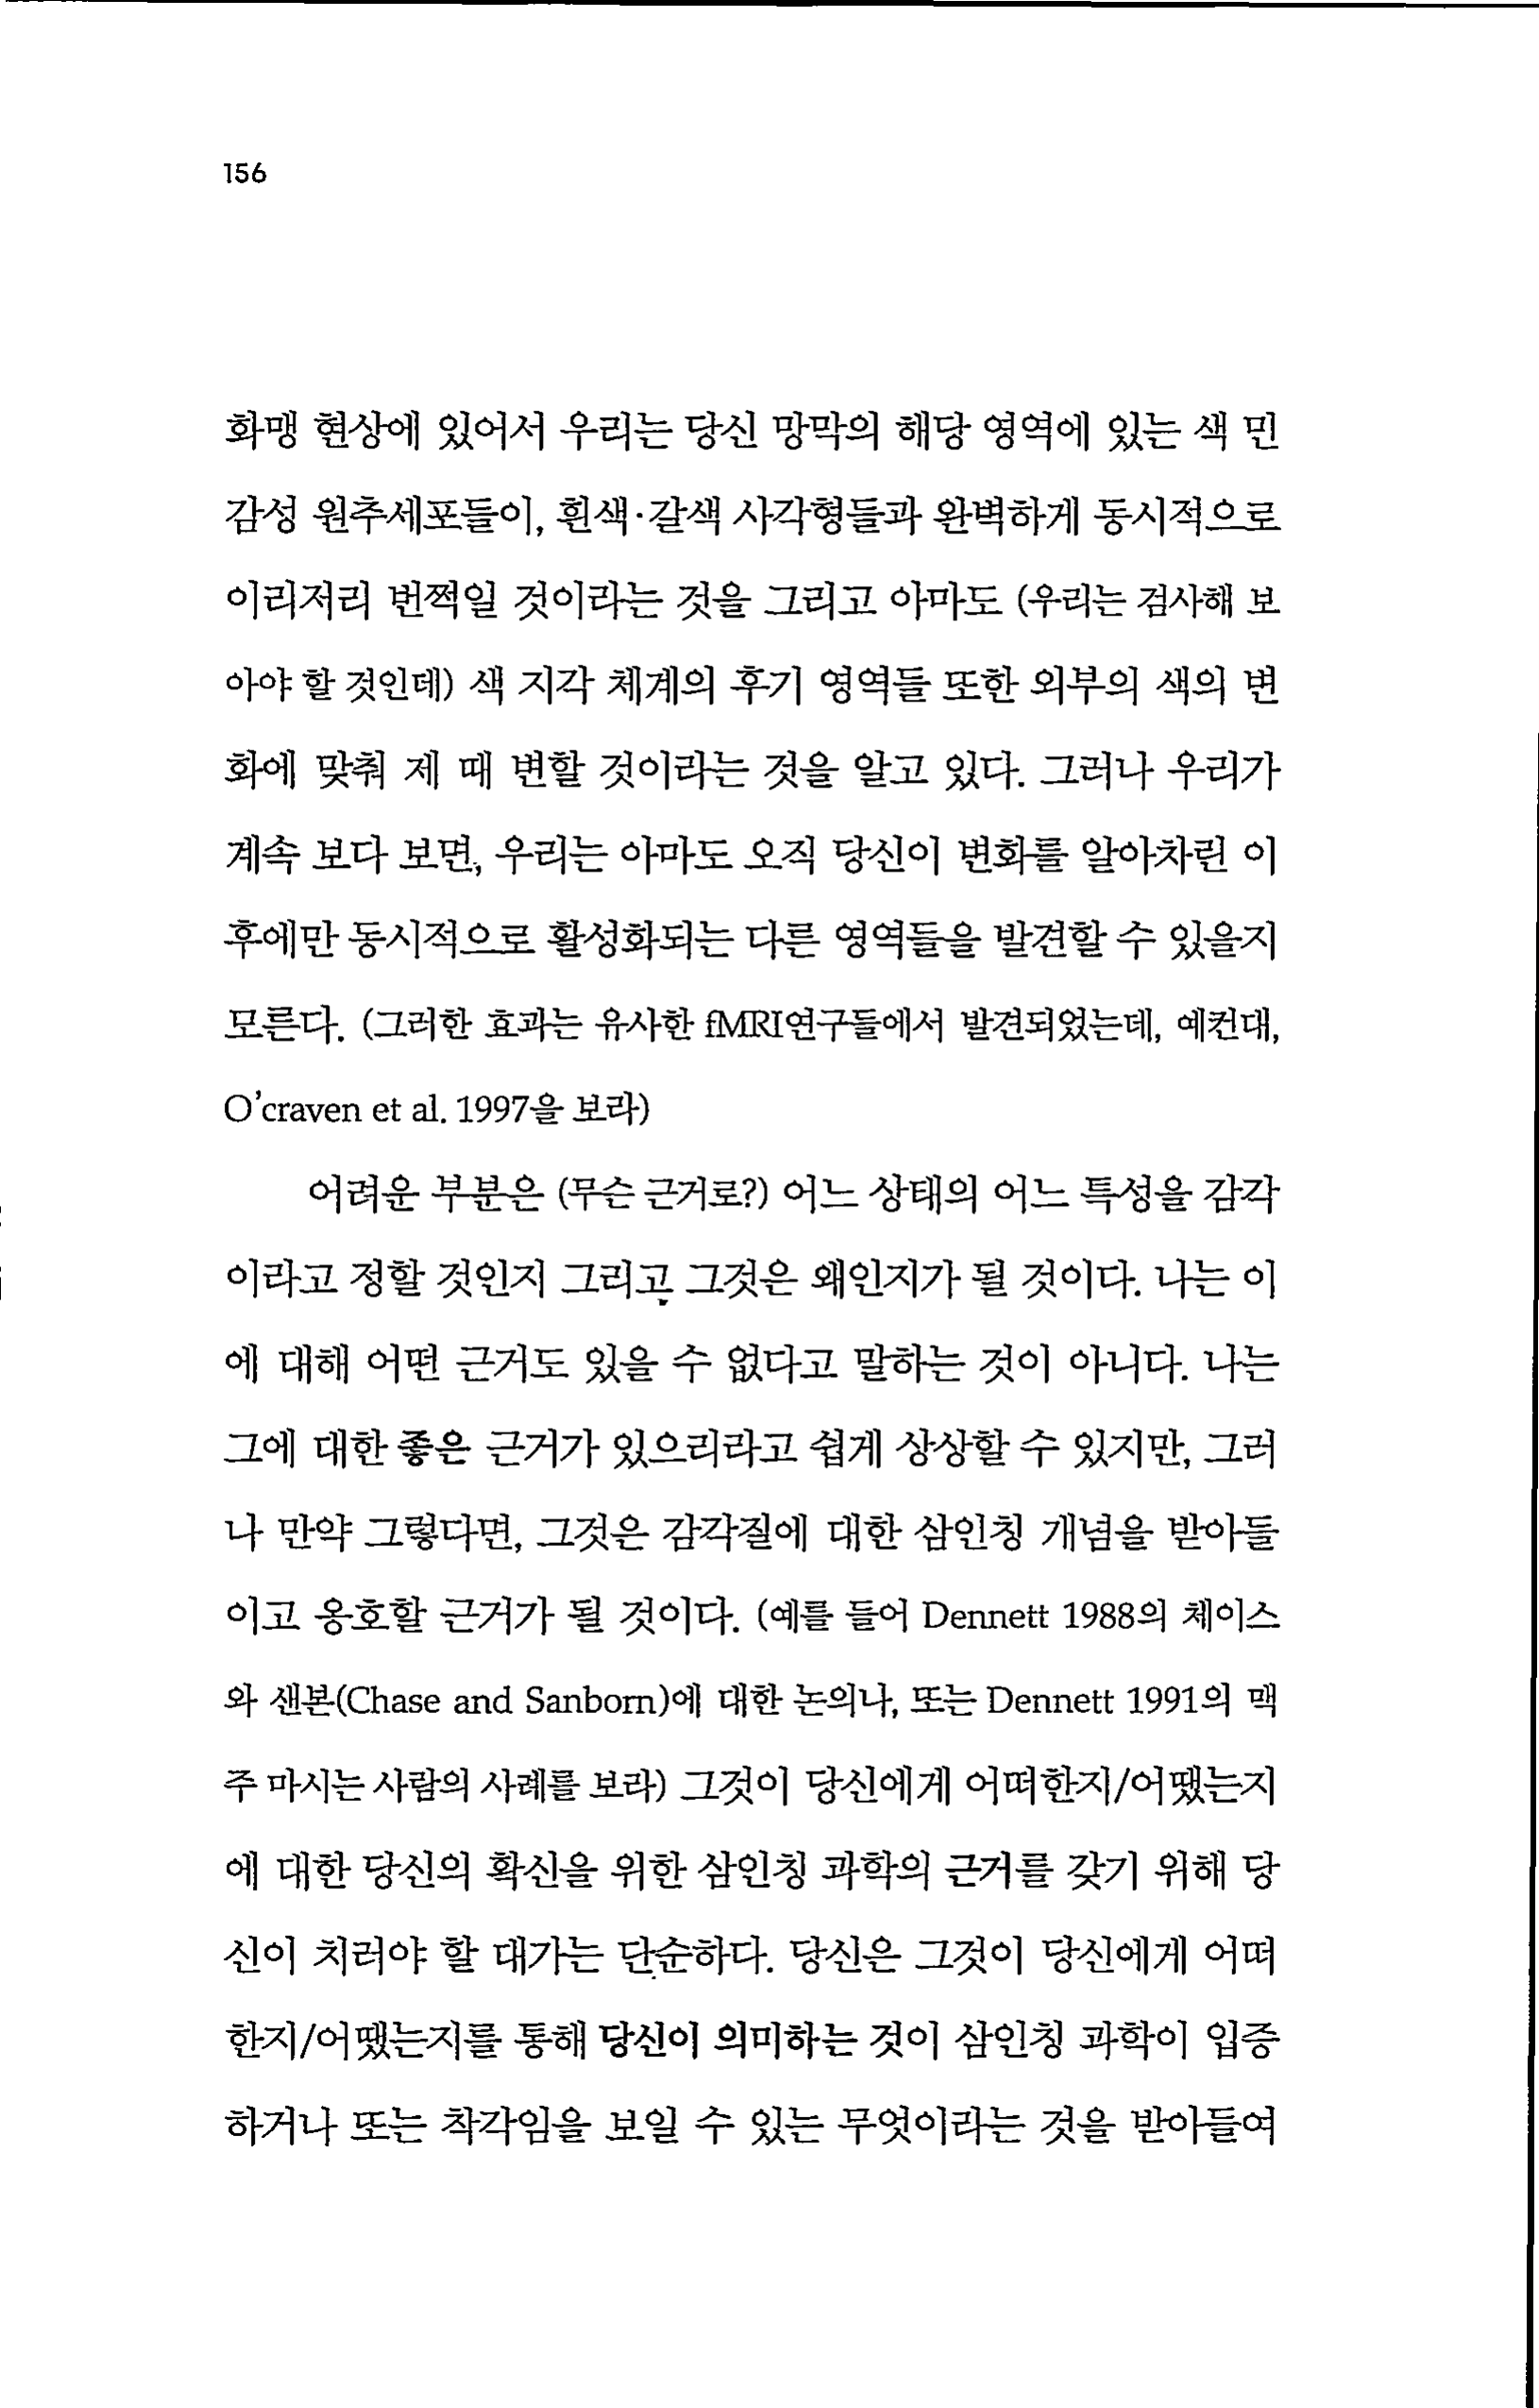 156
화맹 현상에 있어서 우리는 당신 망막의 해당 영역에 있는 색 민
감성 원추세포들이, 흰색·갈색 사각형들과 완벽하게 동시적으로
이리저리 번쩍일 것이라는 것을 그리고 아마도 (우리는 검사해 보
아야 할 것인데) 색 지각 체계의 후기 영역들 또한 외부의 색의 변
화에 맞춰 제 때 변할 것이라는 것을 알고 있다. 그러나 우리가
계속 보다 보면, 우리는 아마도 오직 당신이 변화를 알아차린 이
후에만 동시적으로 활성화되는 다른 영역들을 발견할 수 있을지
모른다. (그러한 효과는 유사한 fMRI연구들에서 발견되었는데, 예컨대,
O'craven et al. 1997을 보라)
어려운 부분은 (무슨 근거로?) 어느 상태의 어느 특성을 감각
이라고 정할 것인지 그리고 그것은 왜인지가 될 것이다. 나는 이
에 대해 어떤 근거도 있을 수 없다고 말하는 것이 아니다. 나는
그에 대한 좋은 근거가 있으리라고 쉽게 상상할 수 있지만, 그러
나 만약 그렇다면, 그것은 감각질에 대한 삼인칭 개념을 받아들
이고 옹호할 근거가 될 것이다. (예를 들어 Dennett 1988의 체이스
와 샌본(Chase and Sanborn)에 대한 논의나, 또는 Dennett 1991의 맥
주 마시는 사람의 사례를 보라) 그것이 당신에게 어떠한지/어땠는지
에 대한 당신의 확신을 위한 삼인칭 과학의 근거를 갖기 위해 당
신이 치러야 할 대가는 단순하다. 당신은 그것이 당신에게 어떠
한지/어땠는지를 통해 당신이 의미하는 것이 삼인칭 과학이 입증
하거나 또는 착각임을 보일 수 있는 무엇이라는 것을 받아들여